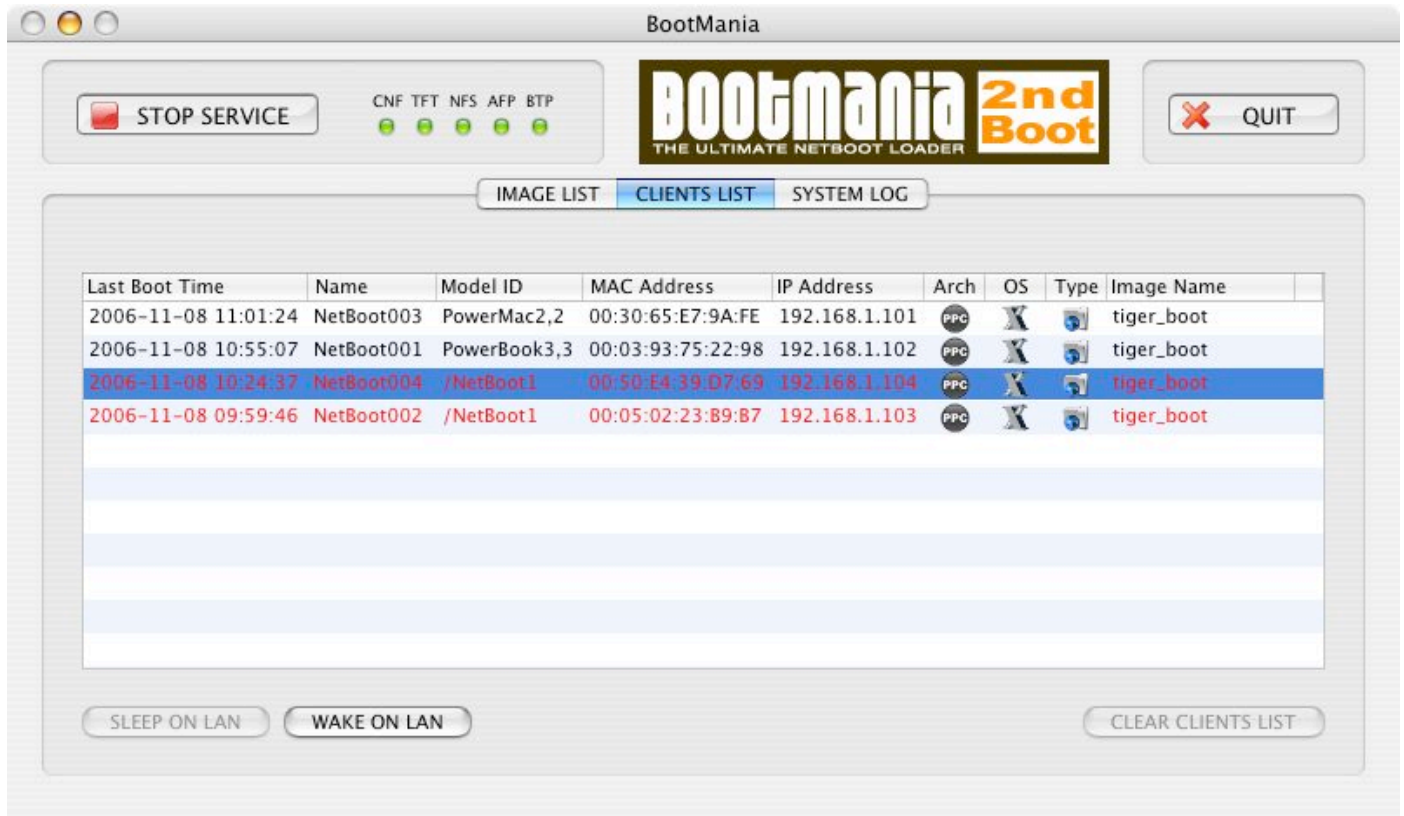 BootMania
STOP SERVICE
CNF TFT NFS AFP BTP
BOOTMANIA
THE ULTIMATE NETBOOT LOADER
2nd
Boot
QUIT
IMAGE LIST CLIENTS LIST SYSTEM LOG
Last Boot Time Name Model ID MAC Address IP Address Arch OS Type Image Name
2006-11-08 11:01:24 NetBoot003 PowerMac2,2 00:30:65:E7:9A:FE 192.168.1.101 PPC X tiger_boot
2006-11-08 10:55:07 NetBoot001 PowerBook3,3 00:03:93:75:22:98 192.168.1.102 PPC X tiger_boot
2006-11-08 10:24:37 NetBoot004 /NetBoot1 00:50:E4:39:D7:69 192.168.1.104 PPC X tiger_boot
2006-11-08 09:59:46 NetBoot002 /NetBoot1 00:05:02:23:B9:B7 192.168.1.103 PPC X tiger_boot
SLEEP ON LAN WAKE ON LAN CLEAR CLIENTS LIST